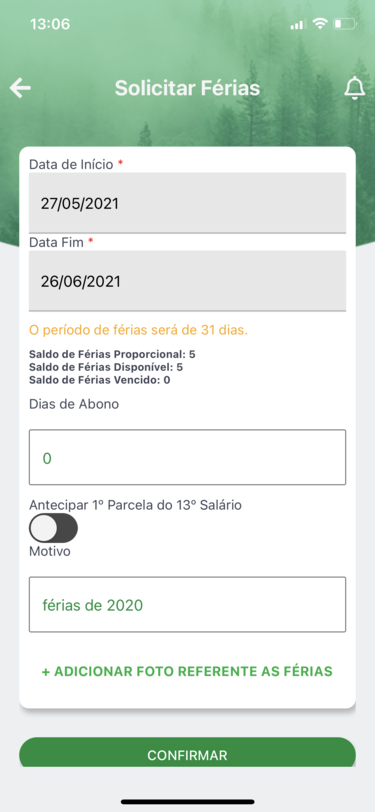 13:06
Solicitar Férias
Data de Início *
27/05/2021
Data Fim *
26/06/2021
O período de férias será de 31 dias.
Saldo de Férias Proporcional: 5
Saldo de Férias Disponível: 5
Saldo de Férias Vencido: 0
Dias de Abono
0
Antecipar 1º Parcela do 13º Salário
Motivo
férias de 2020
+ ADICIONAR FOTO REFERENTE AS FÉRIAS
CONFIRMAR